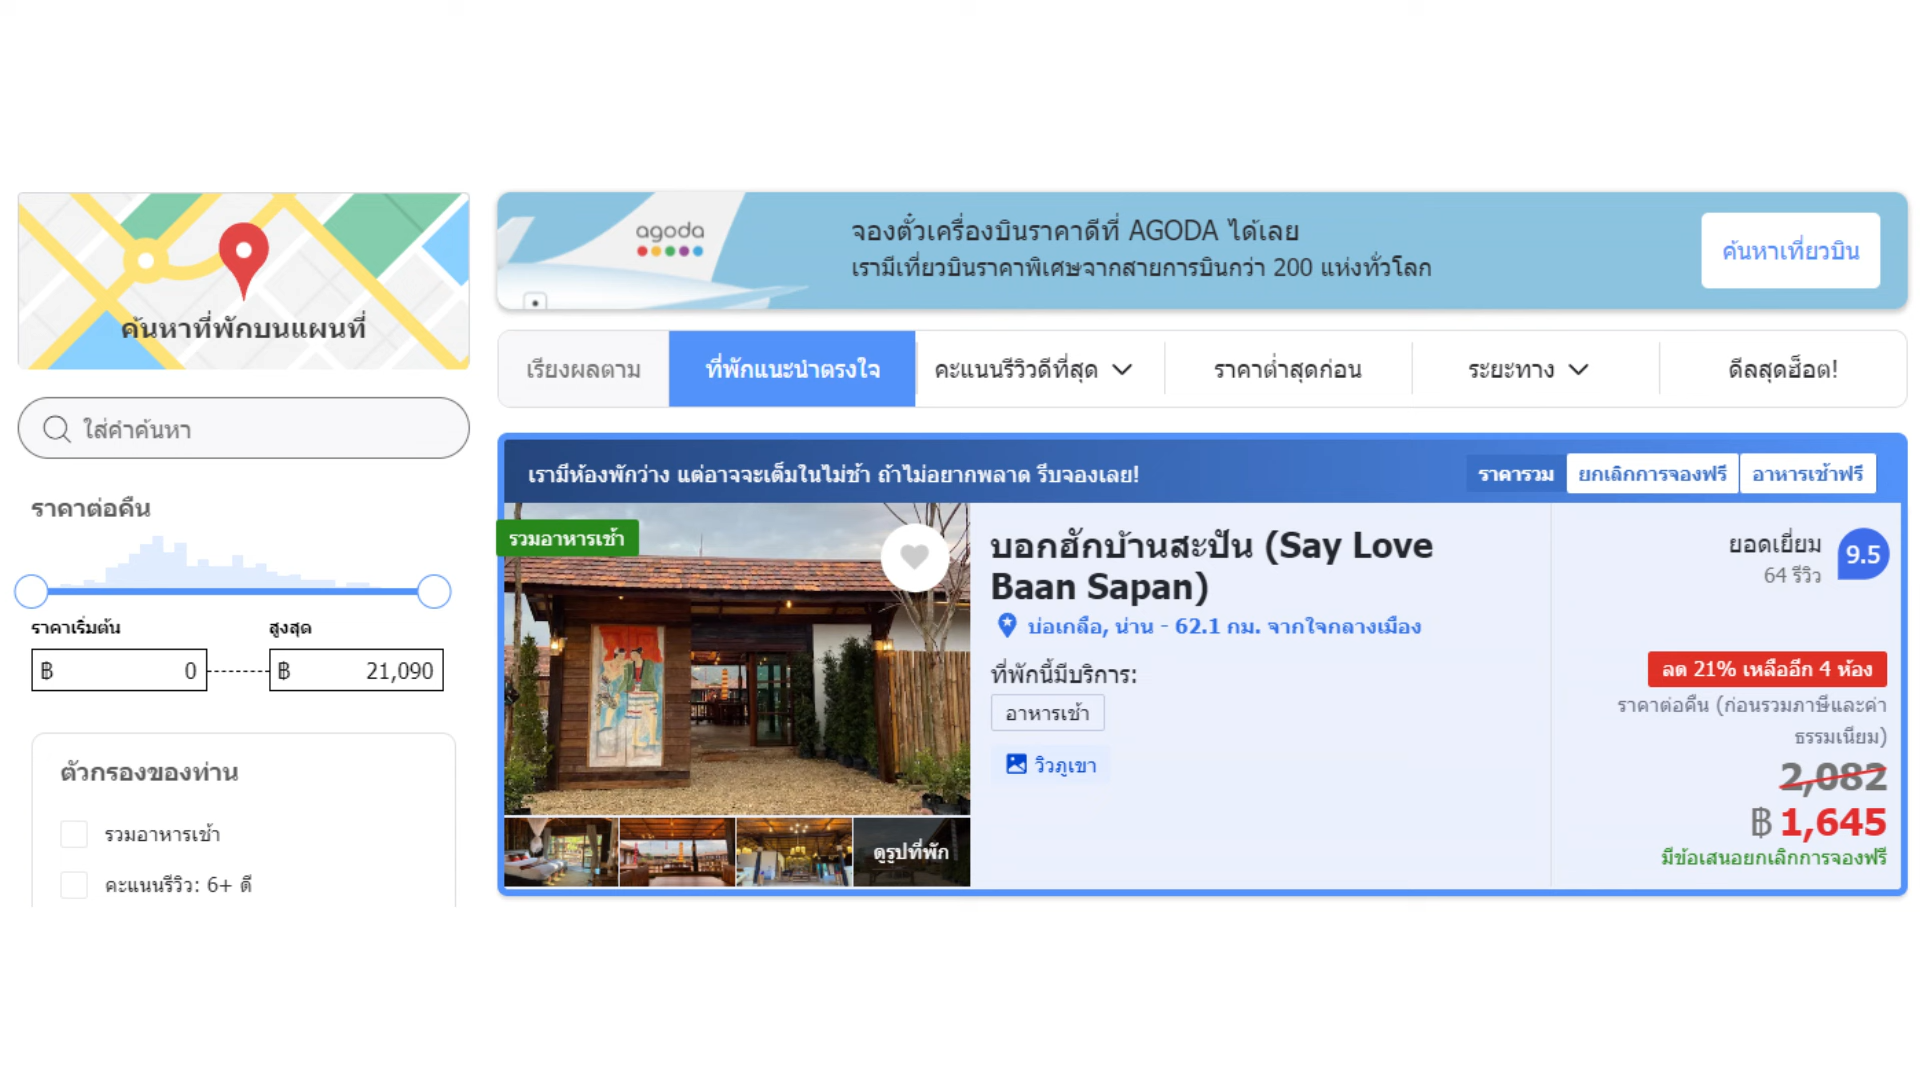 ค้นหาที่พักบนแผนที่
ใส่คำค้นหา
ราคาต่อคืน
ราคาเริ่มต้น
สูงสุด
฿ 0
฿ 21,090
ตัวกรองของท่าน
รวมอาหารเช้า
คะแนนรีวิว: 6+ ดี
agoda
จองตั๋วเครื่องบินราคาดีที่ AGODA ได้เลย
เรามีเที่ยวบินราคาพิเศษจากสายการบินกว่า 200 แห่งทั่วโลก
ค้นหาเที่ยวบิน
เรียงผลตาม
ที่พักแนะนำตรงใจ
คะแนนรีวิวดีที่สุด
ราคาต่ำสุดก่อน
ระยะทาง
ดีลสุดฮ็อต!
เรามีห้องพักว่าง แต่อาจจะเต็มในไม่ช้า ถ้าไม่อยากพลาด รีบจองเลย!
ราคารวม
ยกเลิกการจองฟรี
อาหารเช้าฟรี
รวมอาหารเช้า
ดูรูปที่พัก
บอกฮักบ้านสะปัน (Say Love
Baan Sapan)
บ่อเกลือ, น่าน - 62.1 กม. จากใจกลางเมือง
ที่พักนี้มีบริการ:
อาหารเช้า
วิวภูเขา
ยอดเยี่ยม
64 รีวิว
9.5
ลด 21% เหลืออีก 4 ห้อง
ราคาต่อคืน (ก่อนรวมภาษีและค่า
ธรรมเนียม)
2,082
฿ 1,645
มีข้อเสนอยกเลิกการจองฟรี